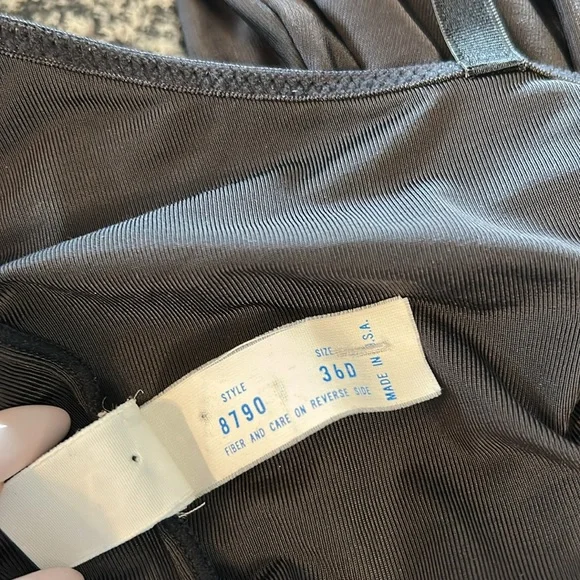 STYLE
8790
SIZE
36D
FIBER AND CARE ON REVERSE SIDE
MADE IN U.S.A.